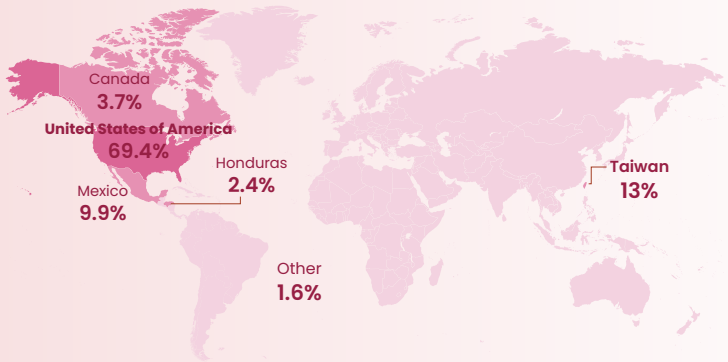 Canada
3.7%
United States of America
69.4%
Honduras
2.4%
Mexico
9.9%
Taiwan
13%
Other
1.6%